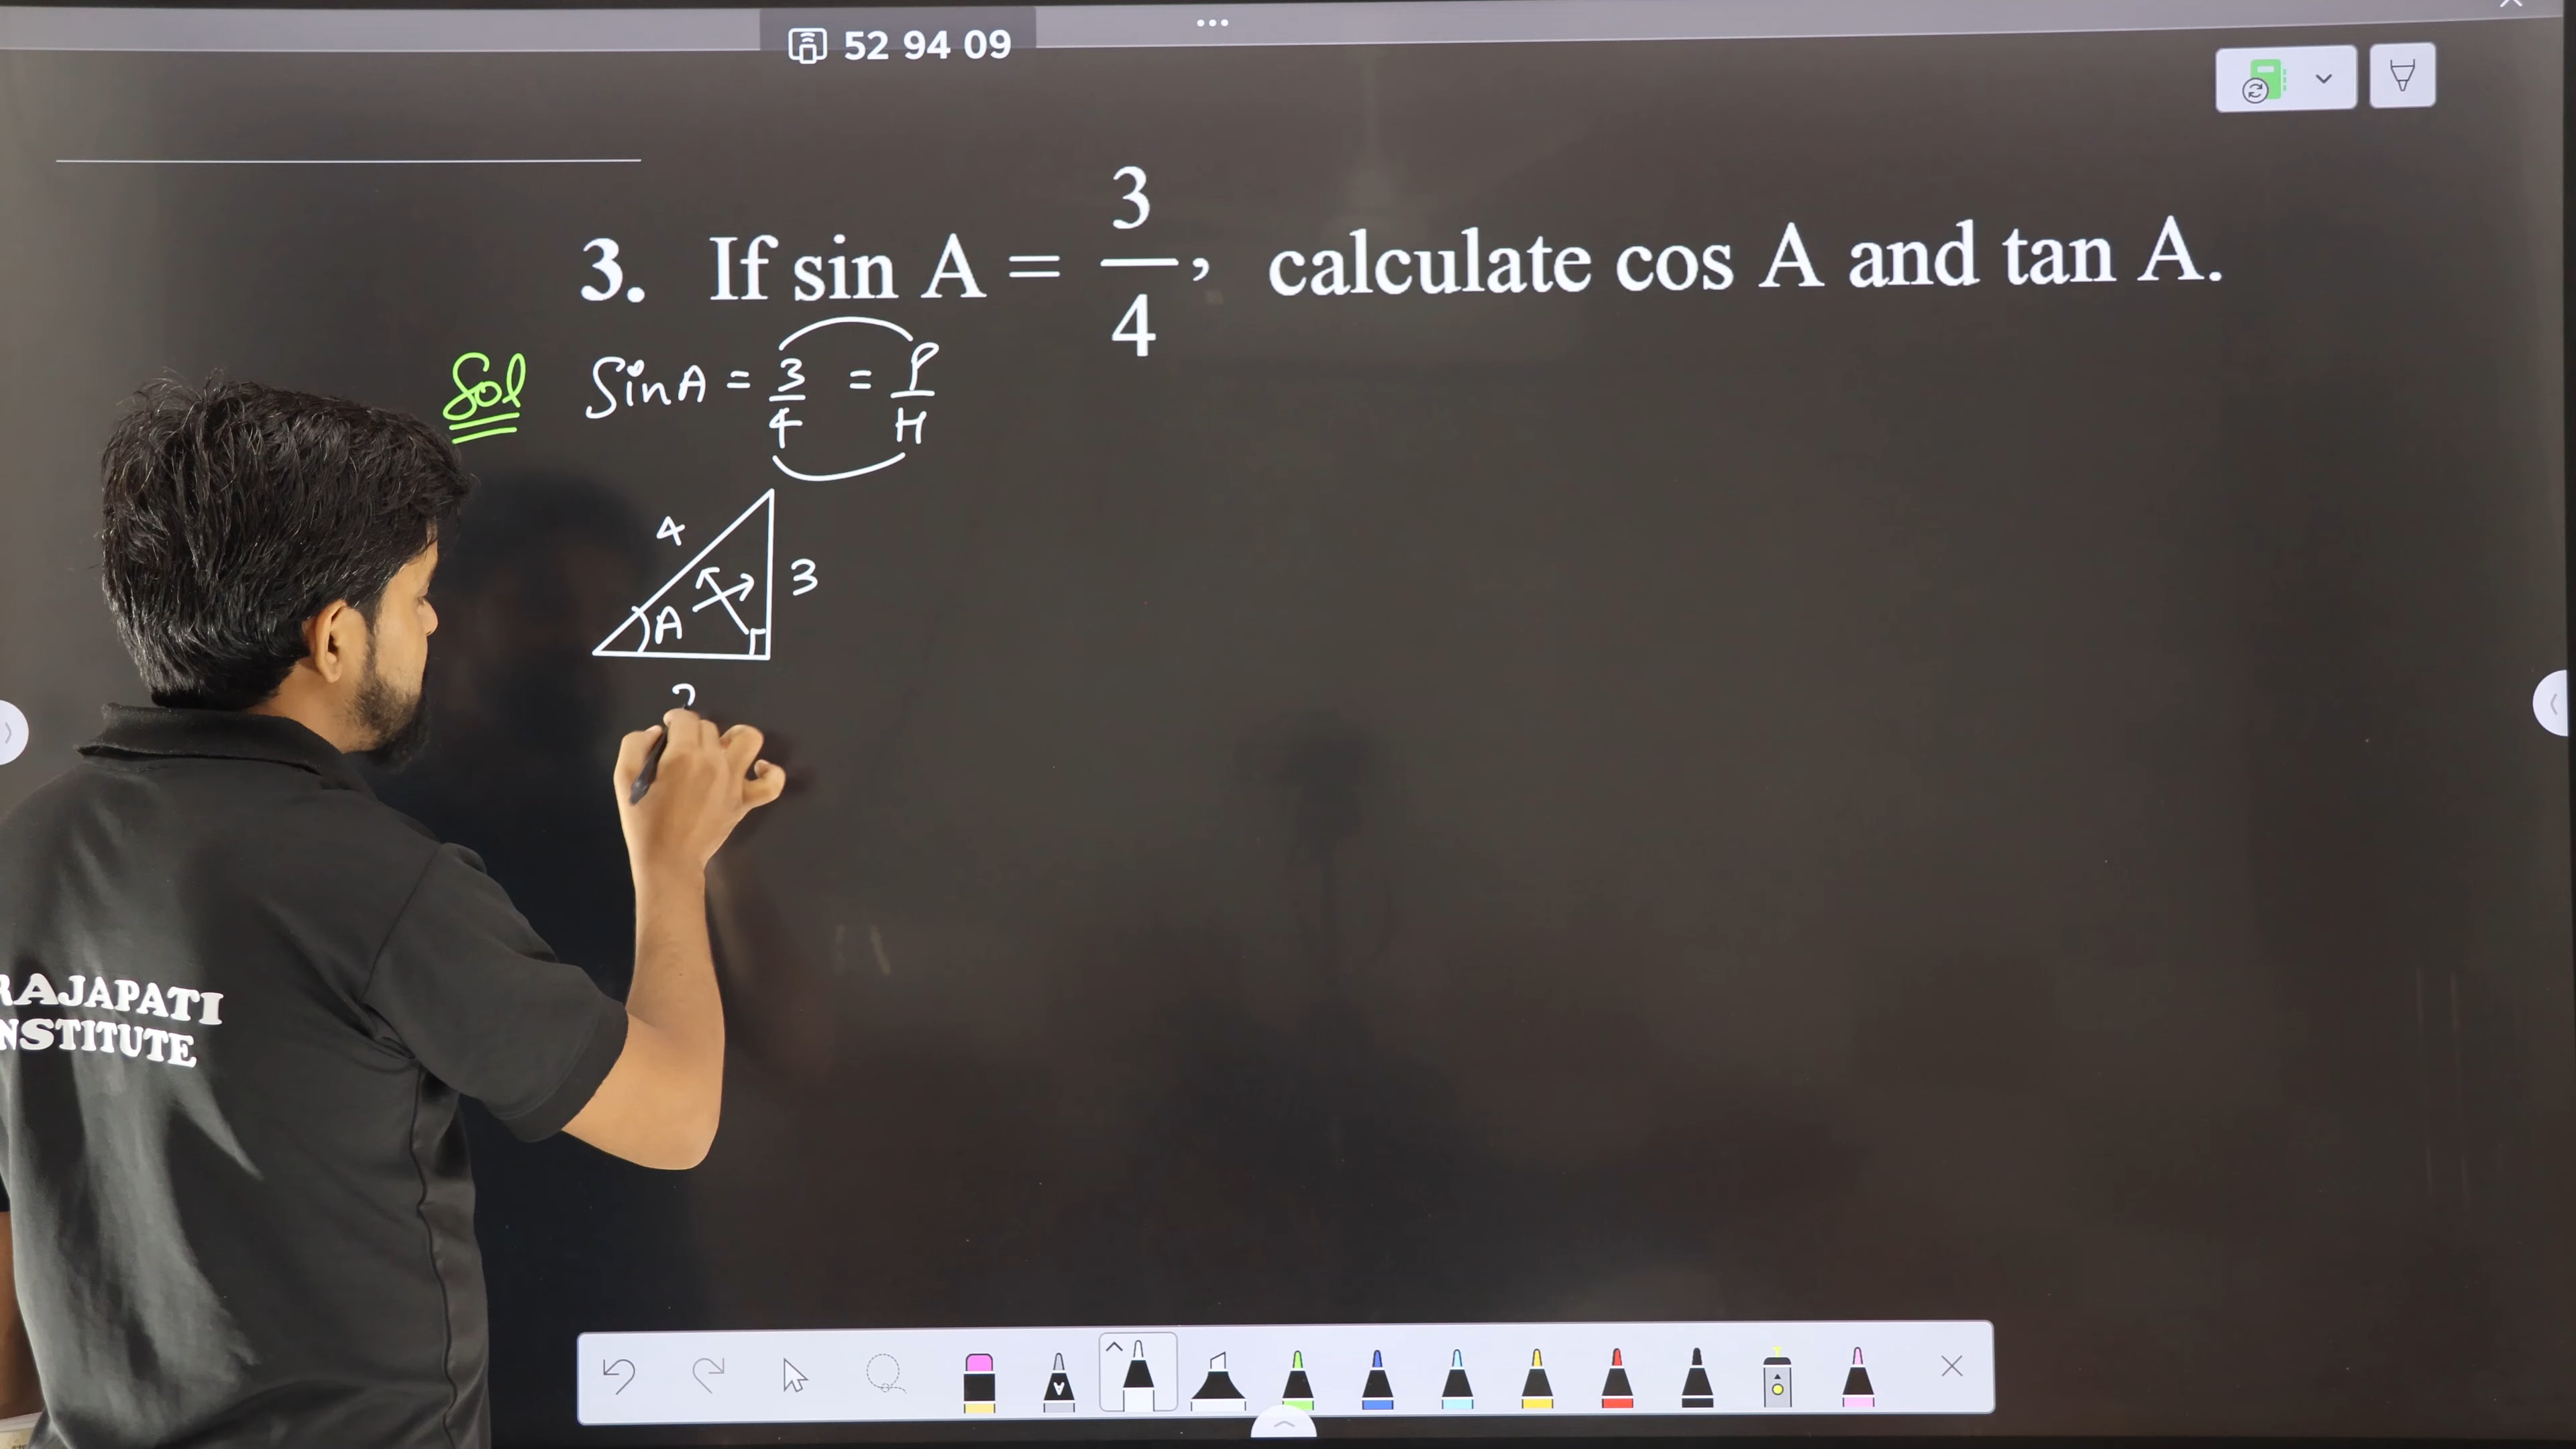 52 94 09
3. If sin A = 3/4, calculate cos A and tan A.
Sol SinA = 3/4 = P/H
4
3
A
?
RAJAPATI
NSTITUTE